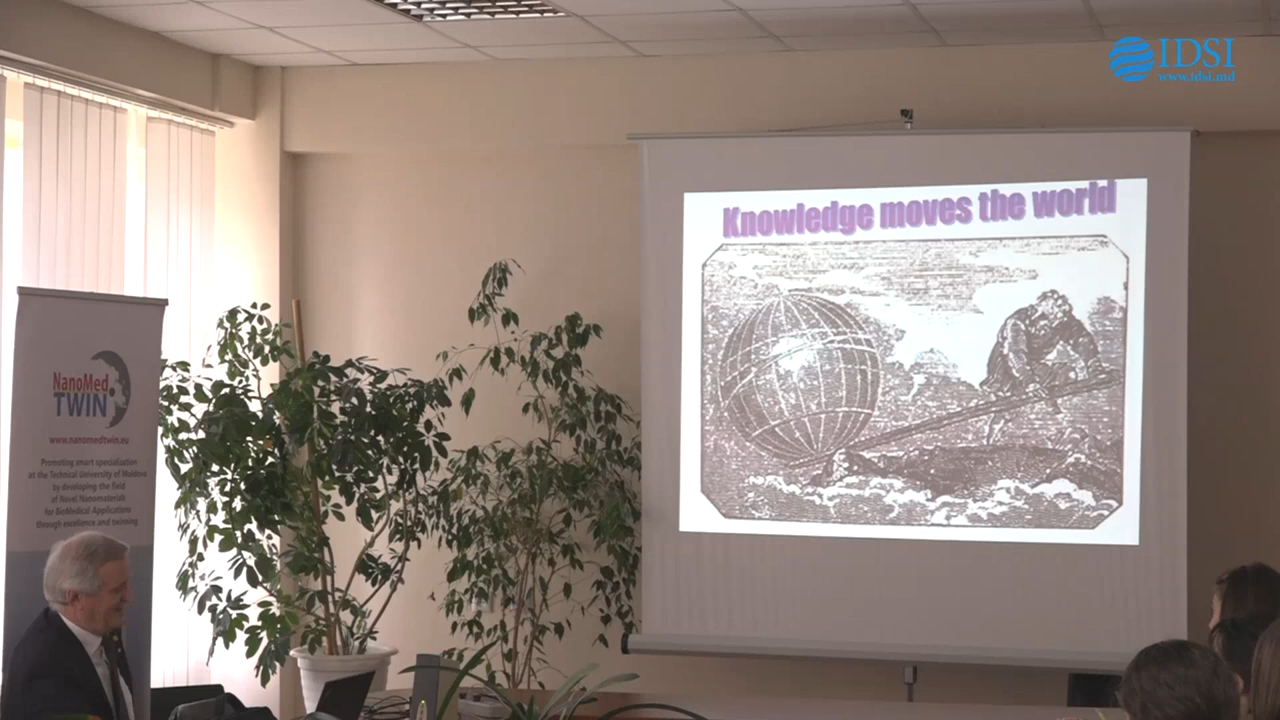 IDSI
www.idsi.md
Knowledge moves the world
NanoMed
TWIN
www.nanomedtwin.eu
Promoting smart specialization
at the Technical University of Moldova
by developing the field
of Novel Nanomaterials
for BioMedical Applications
through excellence and twinning